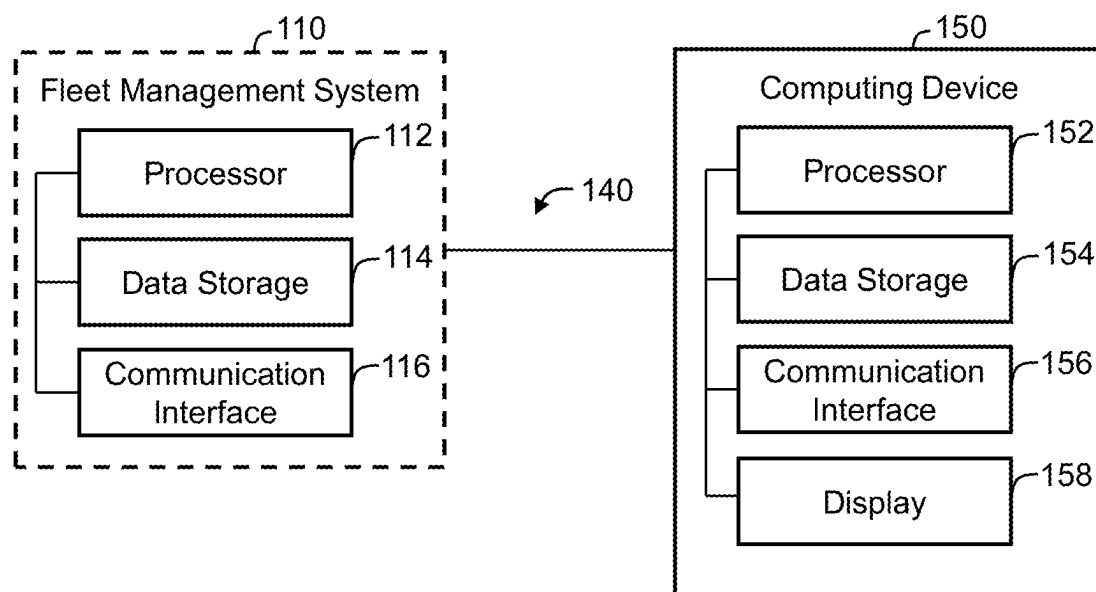 110
Fleet Management System
112
Processor
114
Data Storage
116
Communication
Interface
140
150
Computing Device
152
Processor
154
Data Storage
156
Communication
Interface
158
Display